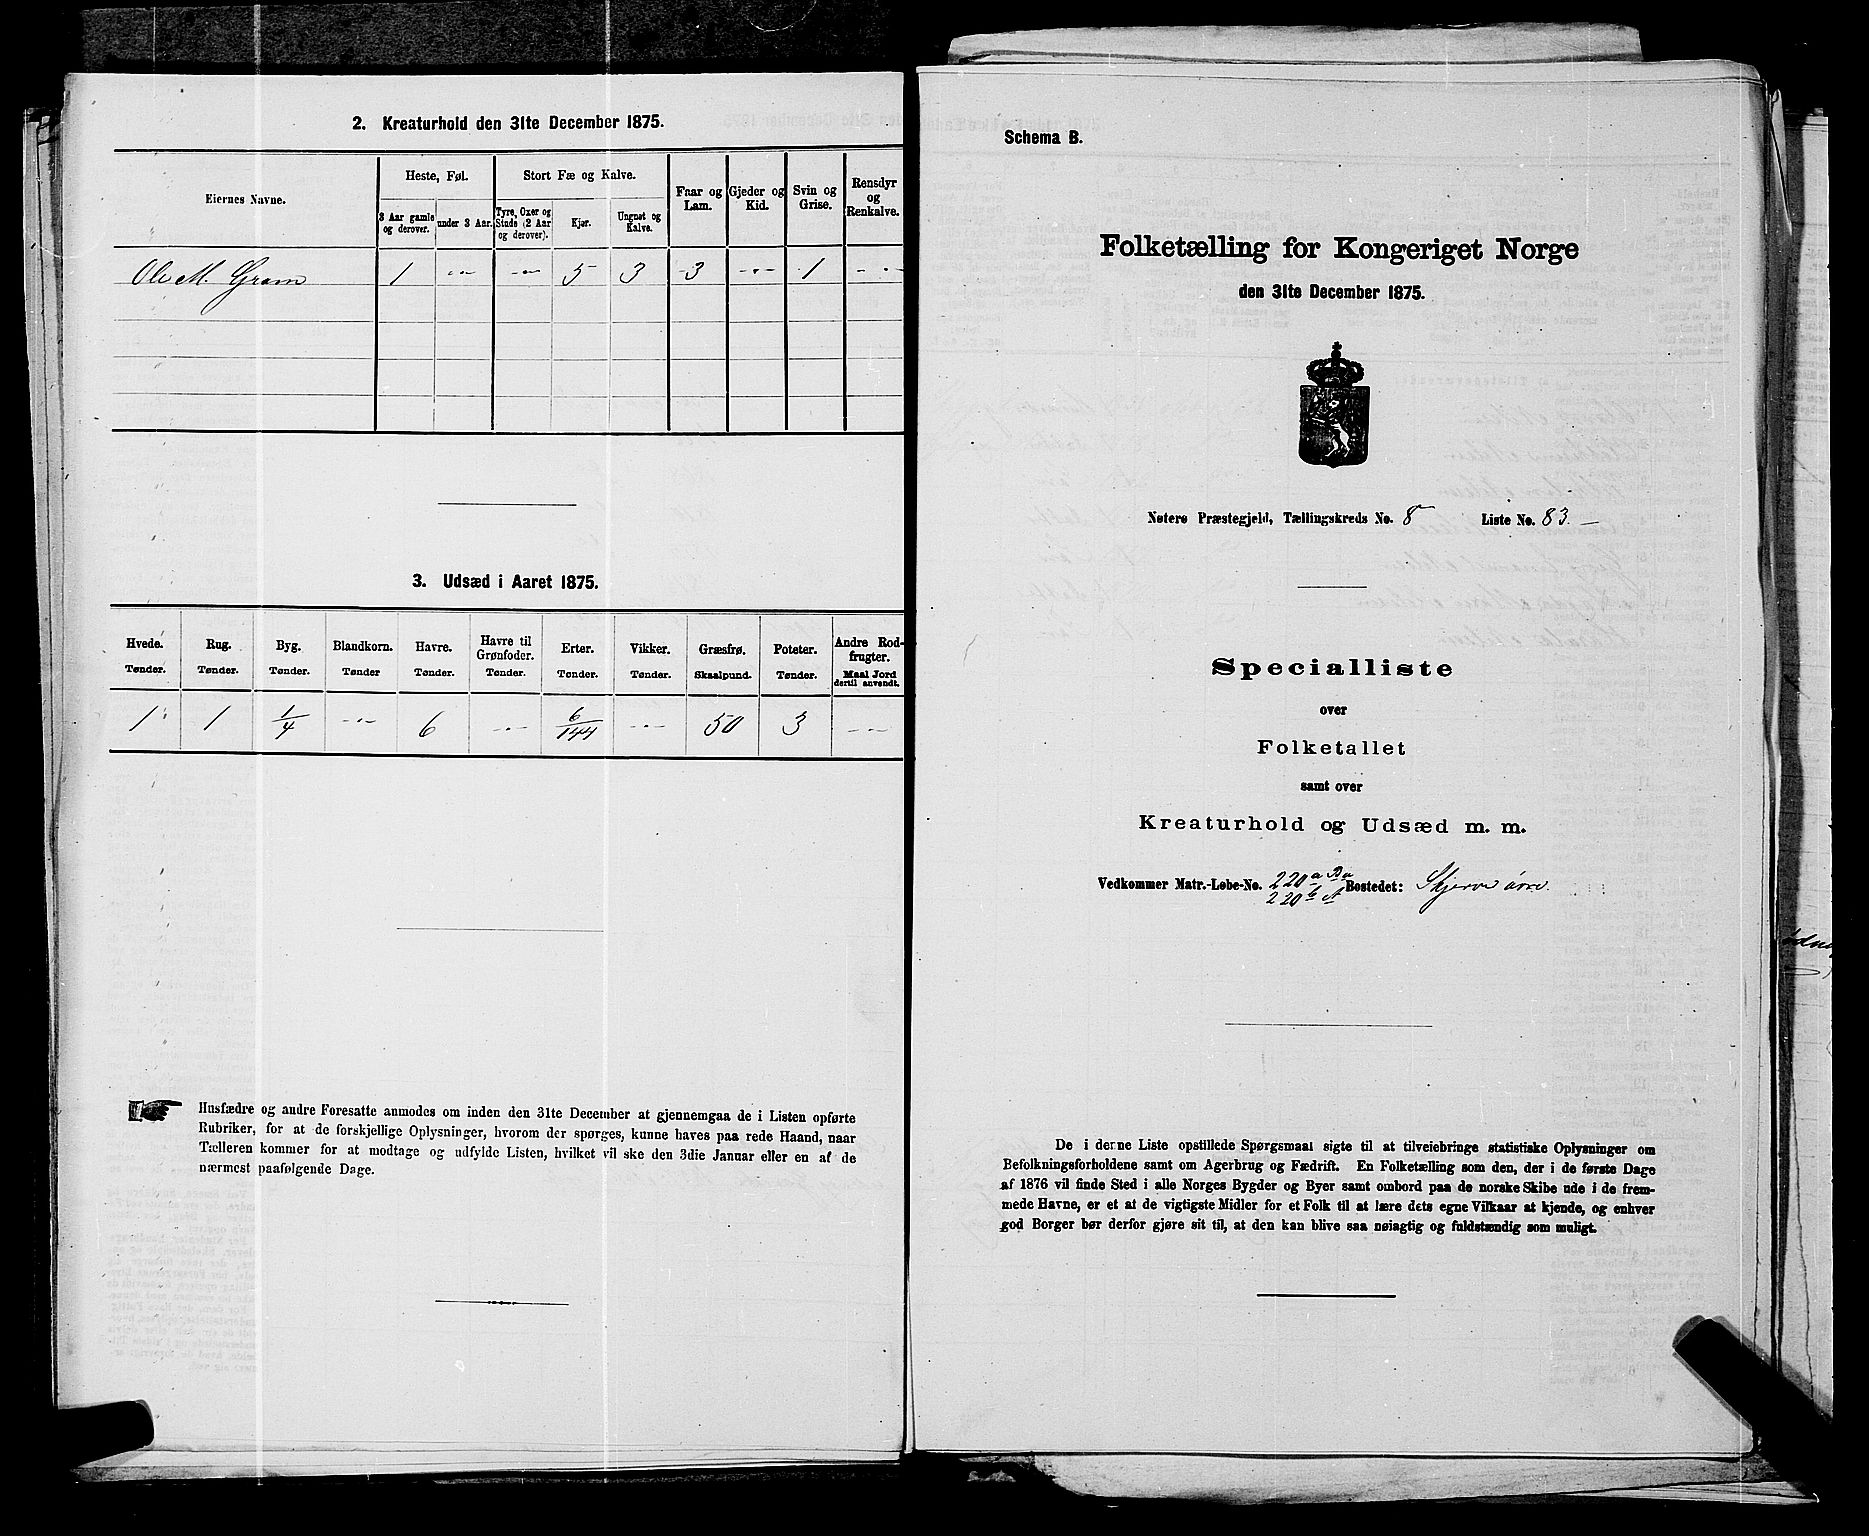 2. Kreaturhold den 31te December 1875.
Eiernes Navne.
Heste, Føl.
3 Aar gamle og derover.
under 3 Aar.
Stort Fæ og Kalve.
Tyre, Oxer og Stude (2 Aar og derover).
Kjør.
Ungnøt og Kalve.
Faar og Lam.
Gjeder og Kid.
Svin og Grise.
Rensdyr og Renkalve.
Ole M. Gram 1 -"- -"- 5 3 3 -"- 1 -"-
3. Udsæd i Aaret 1875.
Hvede. Rug. Byg. Blandkorn. Havre. Havre til Grønfoder. Erter. Vikker. Græsfrø. Poteter. Andre Rodfrugter.
Tønder. Tønder. Tønder. Tønder Tønder. Tønder. Tønder. Tønder. Skaalpund. Tønder. Maal Jord dertil anvendt.
1 1 1/4 -"- 6 -"- 6/144 -"- 50 3 -"-
Husfædre og andre Foresatte anmodes om inden den 31te December at gjennemgaa de i Listen opførte
Rubriker, for at de forskjellige Oplysninger, hvorom der spørges, kunne haves paa rede Haand, naar
Tælleren kommer for at modtage og udfylde Listen, hvilket vil ske den 3die Januar eller en af de
nærmest paafølgende Dage.
Schema B.
Folketælling for Kongeriget Norge
den 31te December 1875.
Nøterø Præstegjeld, Tællingskreds No. 8 Liste No. 83.
Specialliste
over
Folketallet
samt over
Kreaturhold og Udsæd m. m.
Vedkommer Matr.-Løbe-No. 220 a Ba Bostedet: Skjerve øvre.
220 b A
De i denne Liste opstillede Spørgsmaal sigte til at tilveiebringe statistiske Oplysninger om
Befolkningsforholdene samt om Agerbrug og Fædrift. En Folketælling som den, der i de første Dage
af 1876 vil finde Sted i alle Norges Bygder og Byer samt ombord paa de norske Skibe ude i de frem-
mede Havne, er et af de vigtigste Midler for et Folk til at lære dets egne Vilkaar at kjende, og enhver
god Borger bør derfor gjøre sit til, at den kan blive saa nøiagtig og fuldstændig som muligt.